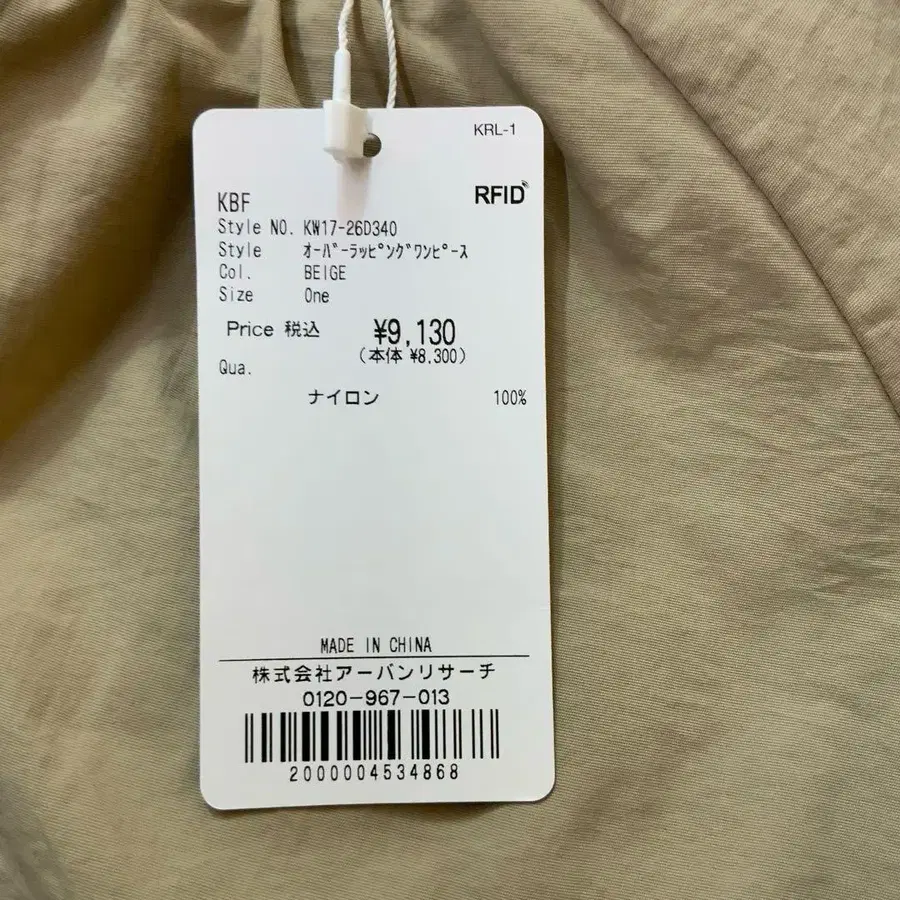 KRL-1
RFID
KBF
Style NO. KW17-26D340
Style ｵｰﾊﾞｰﾗｯﾋﾟﾝｸﾞﾜﾝﾋﾟｰｽ
Col. BEIGE
Size One
Price 税込 ¥9,130
(本体 ¥8,300)
Qua.
ナイロン 100%
MADE IN CHINA
株式会社アーバンリサーチ
0120-967-013
2000004534868